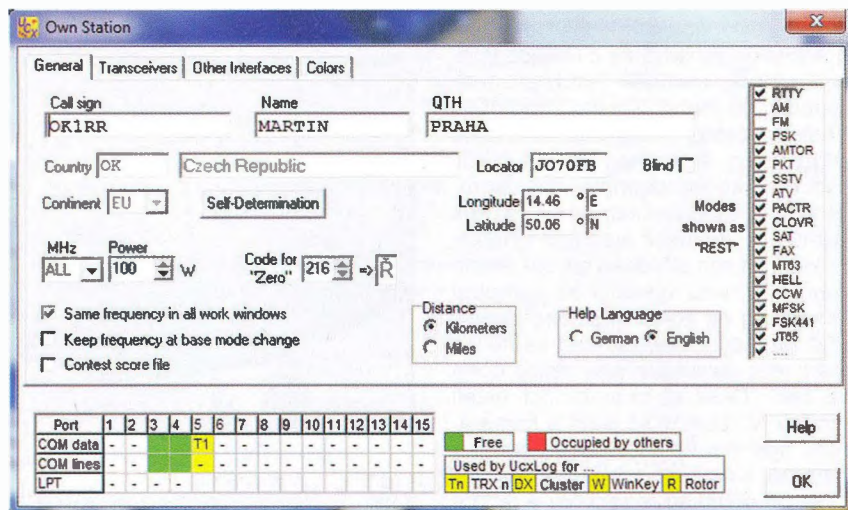 Own Station
General Transceivers Other Interfaces Colors
Call sign Name QTH
OK1RR MARTIN PRAHA
Country OK Czech Republic Locator JO70FB Blind
Continent EU Self-Determination
Longitude 14.46 ° E
Latitude 50.06 ° N
MHz Power
ALL 100 W Code for "Zero" 216 => Ř
Same frequency in all work windows
Keep frequency at base mode change
Contest score file
Distance
Kilometers
Miles
Help Language
German English
Modes shown as "REST"
RTTY
AM
FM
PSK
AMTOR
PKT
SSTV
ATV
PACTR
CLOVR
SAT
FAX
MT63
HELL
CCW
MFSK
FSK441
JT65
....
Port 1 2 3 4 5 6 7 8 9 10 11 12 13 14 15
COM data - - T1 - - - - - - - - - -
COM lines - - - - - - - - - - - - -
LPT - - - -
Free Occupied by others
Used by UcxLog for ...
Tn TRX n DX Cluster W WinKey R Rotor
Help
OK